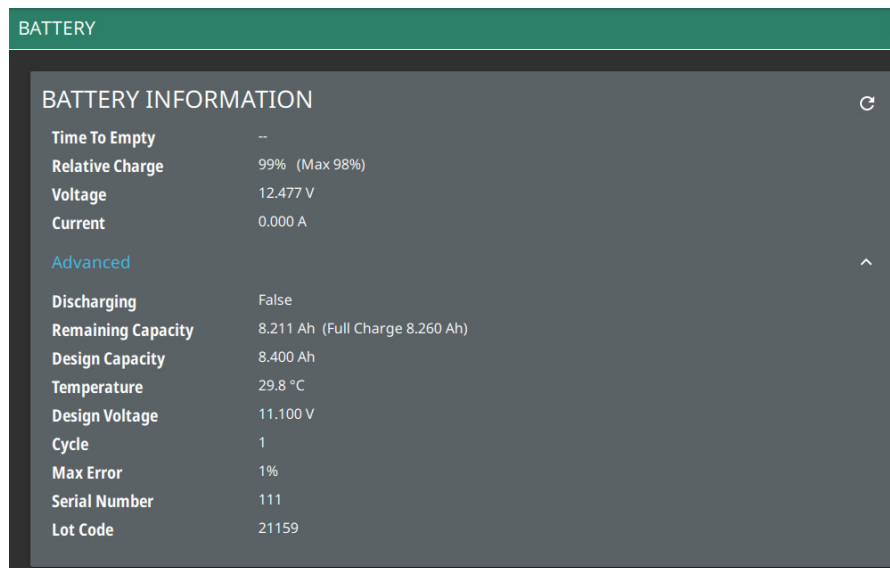 BATTERY
BATTERY INFORMATION
Time To Empty --
Relative Charge 99% (Max 98%)
Voltage 12.477 V
Current 0.000 A
Advanced
Discharging False
Remaining Capacity 8.211 Ah (Full Charge 8.260 Ah)
Design Capacity 8.400 Ah
Temperature 29.8 °C
Design Voltage 11.100 V
Cycle 1
Max Error 1%
Serial Number 111
Lot Code 21159